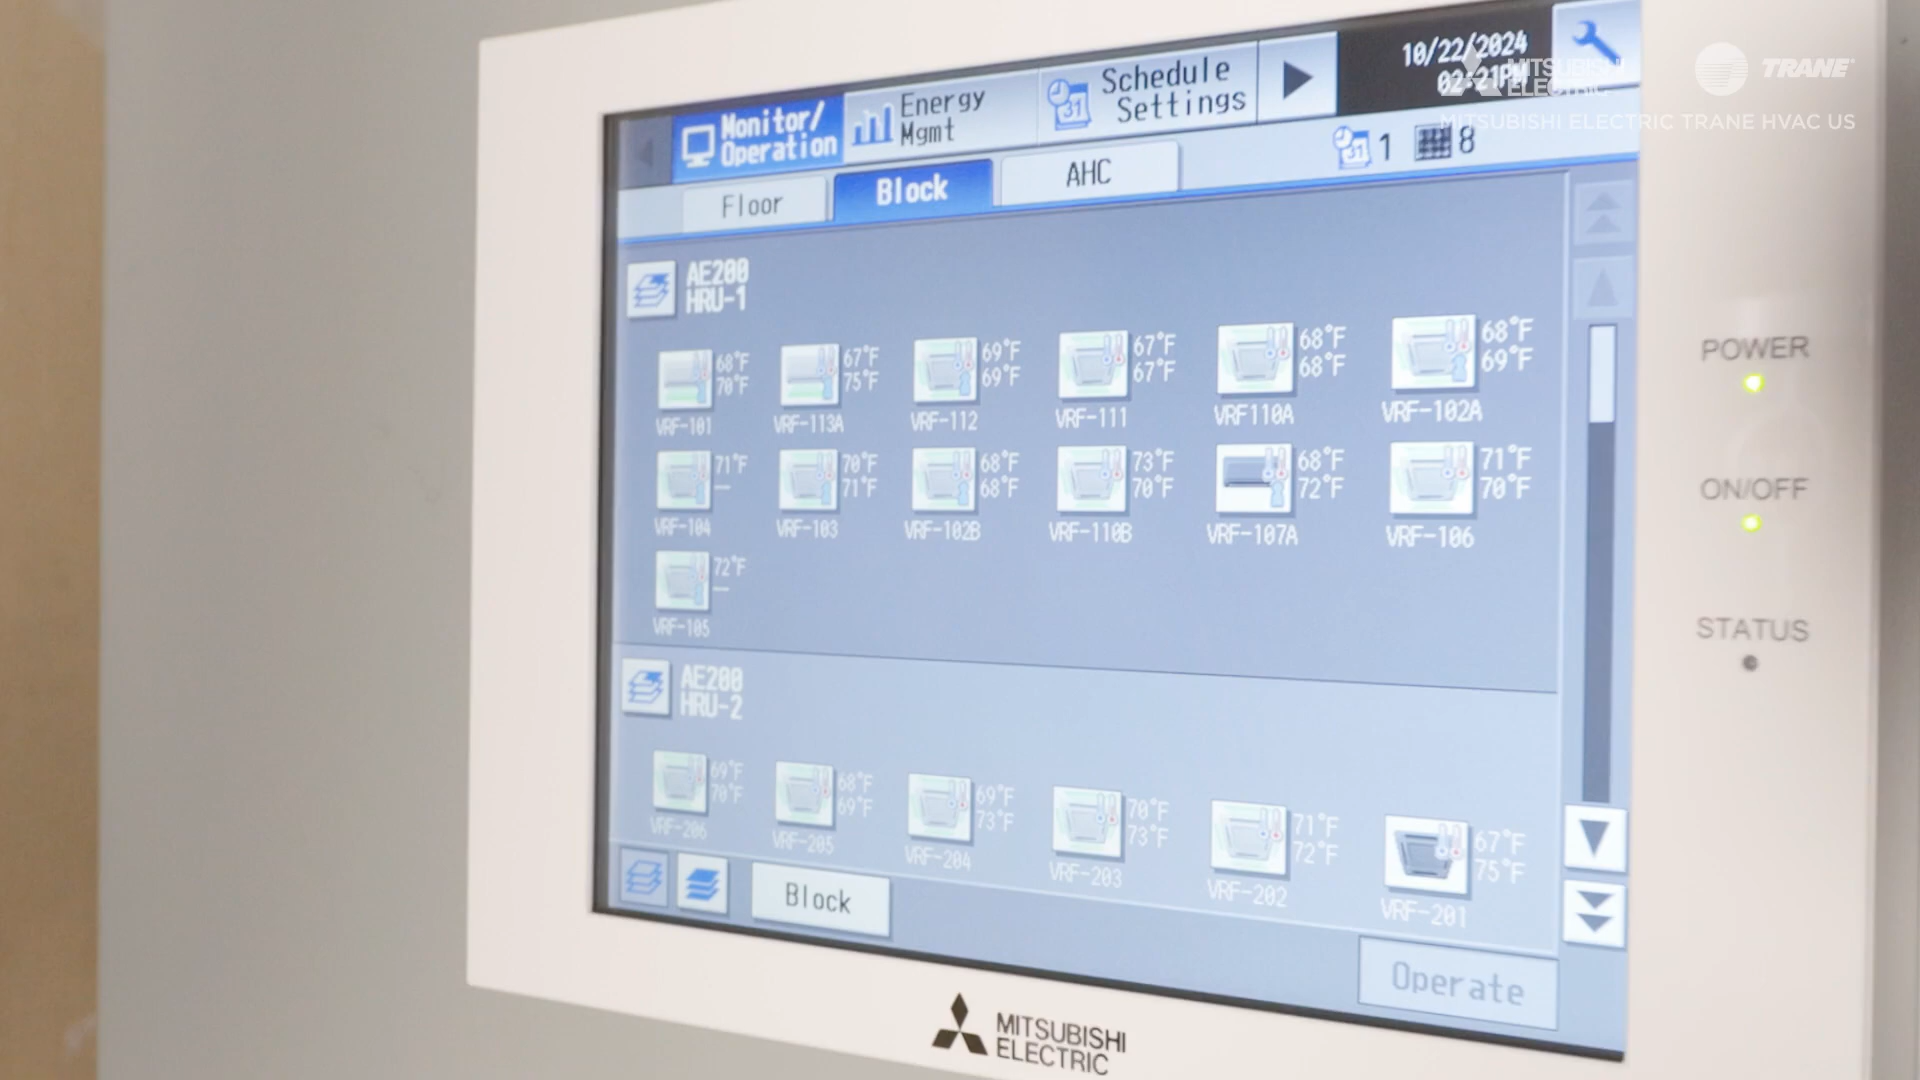 10/22/2024
02:21PM
MITSUBISHI
ELECTRIC
TRANE
MITSUBISHI ELECTRIC TRANE HVAC US
Monitor/
Operation
Energy
Mgmt
Schedule
Settings
31 1 8
Floor Block AHC
AE200
HRU-1
68°F 67°F 69°F 67°F 68°F 68°F
70°F 75°F 69°F 67°F 68°F 69°F
VRF-101 VRF-113A VRF-112 VRF-111 VRF110A VRF-102A
71°F 70°F 68°F 73°F 68°F 71°F
— 71°F 68°F 70°F 72°F 70°F
VRF-104 VRF-103 VRF-102B VRF-110B VRF-107A VRF-106
72°F
—
VRF-105
AE200
HRU-2
69°F 68°F 69°F 70°F 71°F 67°F
70°F 69°F 73°F 73°F 72°F 75°F
VRF-206 VRF-205 VRF-204 VRF-203 VRF-202 VRF-201
Block
Operate
POWER
ON/OFF
STATUS
MITSUBISHI
ELECTRIC